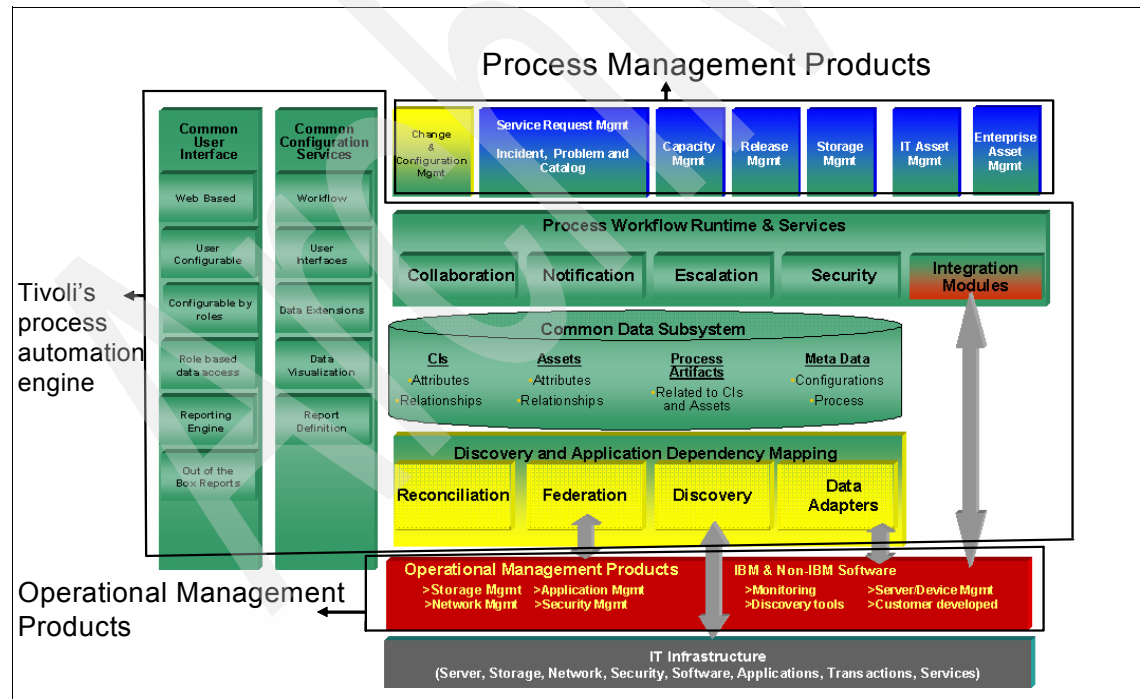 Process Management Products
Common
User
Interface
Web Based
User
Configurable
Configurable by
roles
Role based
data access
Reporting
Engine
Out of the
Box Reports
Common
Configuration
Services
Workflow
User
Interfaces
Data Extensions
Data
Visualization
Report
Definition
Change
&
Configuration
Mgmt
Service Request Mgmt
Incident, Problem and
Catalog
Capacity
Mgmt
Release
Mgmt
Storage
Mgmt
IT Asset
Mgmt
Enterprise
Asset
Mgmt
Process Workflow Runtime & Services
Collaboration
Notification
Escalation
Security
Integration
Modules
Tivoli's
process
automation
engine
Common Data Subsystem
CIs
•Attributes
•Relationships
Assets
•Attributes
•Relationships
Process
Artifacts
•Related to CIs
and Assets
Meta Data
•Configurations
•Process
Discovery and Application Dependency Mapping
Reconciliation
Federation
Discovery
Data
Adapters
Operational Management
Products
Operational Management Products
>Storage Mgmt >Application Mgmt
>Network Mgmt >Security Mgmt
IBM & Non-IBM Software
>Monitoring >Server/Device Mgmt
>Discovery tools >Customer developed
IT Infrastructure
(Server, Storage, Network, Security, Software, Applications, Transactions, Services)